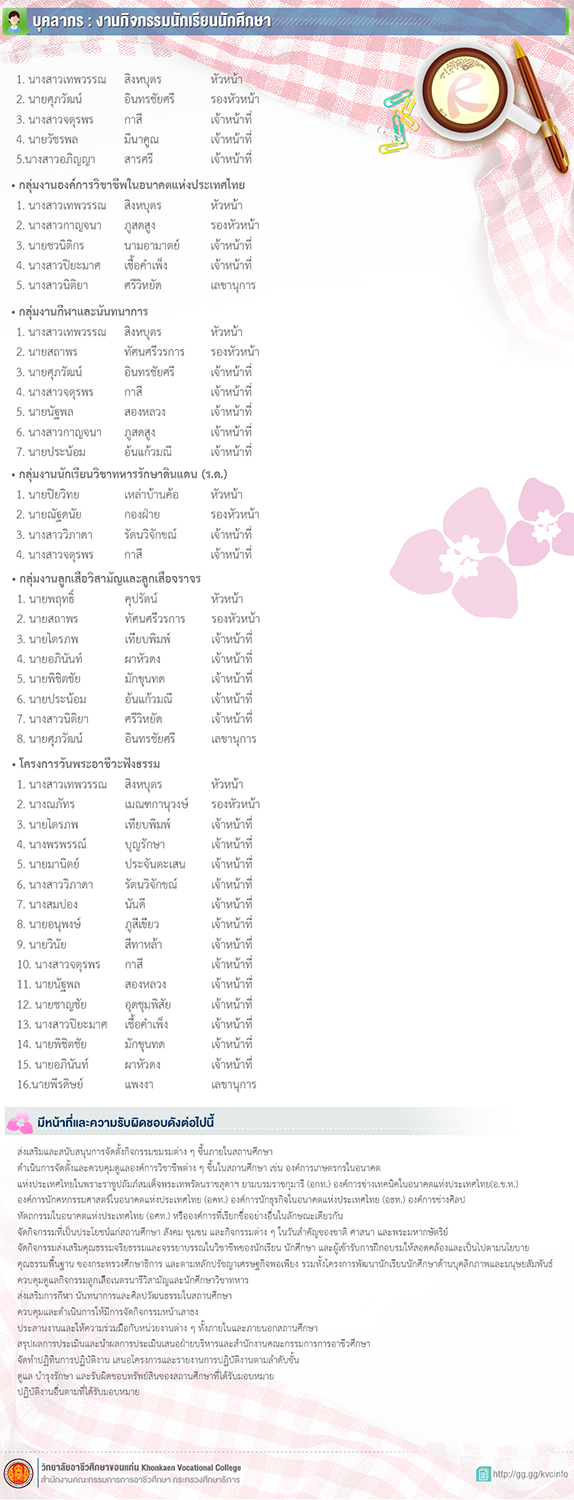 บุคลากร : งานกิจกรรมนักเรียนนักศึกษา
1. นางสาวเทพวรรณ สิงหบุตร หัวหน้า
2. นายศุภวัฒน์ อินทรชัยศรี รองหัวหน้า
3. นางสาวจตุรพร กาสี เจ้าหน้าที่
4. นายวัชรพล มีนาคูณ เจ้าหน้าที่
5.นางสาวอภิญญา สารศรี เจ้าหน้าที่
• กลุ่มงานองค์การวิชาชีพในอนาคตแห่งประเทศไทย
1. นางสาวเทพวรรณ สิงหบุตร หัวหน้า
2. นางสาวกาญจนา ภูสดสูง รองหัวหน้า
3. นายชวนิติกร นามอามาตย์ เจ้าหน้าที่
4. นางสาวปิยะมาศ เชื้อคำเพ็ง เจ้าหน้าที่
5. นางสาวนิติยา ศรีวิหยัด เลขานุการ
• กลุ่มงานกีฬาและนันทนาการ
1. นางสาวเทพวรรณ สิงหบุตร หัวหน้า
2. นายสถาพร ทัศนศรีวรการ รองหัวหน้า
3. นายศุภวัฒน์ อินทรชัยศรี เจ้าหน้าที่
4. นางสาวจตุรพร กาสี เจ้าหน้าที่
5. นายนัฐพล สองหลวง เจ้าหน้าที่
6. นางสาวกาญจนา ภูสดสูง เจ้าหน้าที่
7. นายประน้อม อ้นแก้วมณี เจ้าหน้าที่
• กลุ่มงานนักเรียนวิชาทหารรักษาดินแดน (ร.ด.)
1. นายปิยวิทย เหล่าบ้านค้อ หัวหน้า
2. นายณัฐดนัย กองฝ่าย รองหัวหน้า
3. นางสาววิภาดา รัตนวิจักขณ์ เจ้าหน้าที่
4. นางสาวจตุรพร กาสี เจ้าหน้าที่
• กลุ่มงานลูกเสือวิสามัญและลูกเสือจราจร
1. นายพฤทธิ์ คุปรัตน์ หัวหน้า
2. นายสถาพร ทัศนศรีวรการ รองหัวหน้า
3. นายไตรภพ เทียบพิมพ์ เจ้าหน้าที่
4. นายอภินันท์ ผาหัวดง เจ้าหน้าที่
5. นายพิชิตชัย มักขุนทด เจ้าหน้าที่
6. นายประน้อม อ้นแก้วมณี เจ้าหน้าที่
7. นางสาวนิติยา ศรีวิหยัด เจ้าหน้าที่
8. นายศุภวัฒน์ อินทรชัยศรี เลขานุการ
• โครงการวันพระอาชีวะฟังธรรม
1. นางสาวเทพวรรณ สิงหบุตร หัวหน้า
2. นางณภัทร เมณฑกานุวงษ์ รองหัวหน้า
3. นายไตรภพ เทียบพิมพ์ เจ้าหน้าที่
4. นางพรพรรณ์ บุญรักษา เจ้าหน้าที่
5. นายมานิตย์ ประจันตะเสน เจ้าหน้าที่
6. นางสาววิภาดา รัตนวิจักขณ์ เจ้าหน้าที่
7. นางสมปอง นันดี เจ้าหน้าที่
8. นายอนุพงษ์ ภูสีเขียว เจ้าหน้าที่
9. นายวินัย สีทาหล้า เจ้าหน้าที่
10. นางสาวจตุรพร กาสี เจ้าหน้าที่
11. นายนัฐพล สองหลวง เจ้าหน้าที่
12. นายชาญชัย อุดชุมพิสัย เจ้าหน้าที่
13. นางสาวปิยะมาศ เชื้อคำเพ็ง เจ้าหน้าที่
14. นายพิชิตชัย มักขุนทด เจ้าหน้าที่
15. นายอภินันท์ ผาหัวดง เจ้าหน้าที่
16.นายพีรดิษย์ แพงงา เลขานุการ
มีหน้าที่และความรับผิดชอบดังต่อไปนี้
ส่งเสริมและสนับสนุนการจัดตั้งกิจกรรมชมรมต่าง ๆ ขึ้นภายในสถานศึกษา
ดำเนินการจัดตั้งและควบคุมดูแลองค์การวิชาชีพต่าง ๆ ขึ้นในสถานศึกษา เช่น องค์การเกษตรกรในอนาคต
แห่งประเทศไทยในพระราชูปถัมภ์สมเด็จพระเทพรัตนราชสุดาฯ ยามบรมราชกุมารี (อกท.) องค์การช่างเทคนิคในอนาคตแห่งประเทศไทย(อ.ช.ท.)
องค์การนักคหกรรมศาสตร์ในอนาคตแห่งประเทศไทย (อคท.) องค์การนักธุรกิจในอนาคตแห่งประเทศไทย (อธท.) องค์การช่างศิลป
หัตถกรรมในอนาคตแห่งประเทศไทย (อศท.) หรือองค์การที่เรียกชื่ออย่างอื่นในลักษณะเดียวกัน
จัดกิจกรรมที่เป็นประโยชน์แก่สถานศึกษา สังคม ชุมชน และกิจกรรมต่าง ๆ ในวันสำคัญของชาติ ศาสนา และพระมหากษัตริย์
จัดกิจกรรมส่งเสริมคุณธรรมจริยธรรมและจรรยาบรรณในวิชาชีพของนักเรียน นักศึกษา และผู้เข้ารับการฝึกอบรมให้สอดคล้องและเป็นไปตามนโยบาย
คุณธรรมพื้นฐาน ของกระทรวงศึกษาธิการ และตามหลักปรัชญาเศรษฐกิจพอเพียง รวมทั้งโครงการพัฒนานักเรียนนักศึกษาด้านบุคลิกภาพและมนุษยสัมพันธ์
ควบคุมดูแลกิจกรรมลูกเสือเนตรนารีวิสามัญและนักศึกษาวิชาทหาร
ส่งเสริมการกีฬา นันทนาการและศิลปวัฒนธรรมในสถานศึกษา
ควบคุมและดำเนินการให้มีการจัดกิจกรรมหน้าเสาธง
ประสานงานและให้ความร่วมมือกับหน่วยงานต่าง ๆ ทั้งภายในและภายนอกสถานศึกษา
สรุปผลการประเมินและนำผลการประเมินเสนอฝ่ายบริหารและสำนักงานคณะกรรมการการอาชีวศึกษา
จัดทำปฏิทินการปฏิบัติงาน เสนอโครงการและรายงานการปฏิบัติงานตามลำดับขั้น
ดูแล บำรุงรักษา และรับผิดชอบทรัพย์สินของสถานศึกษาที่ได้รับมอบหมาย
ปฏิบัติงานอื่นตามที่ได้รับมอบหมาย
วิทยาลัยอาชีวศึกษาขอนแก่น Khonkaen Vocational College
สำนักงานคณะกรรมการการอาชีวศึกษา กระทรวงศึกษาธิการ
http://gg.gg/kvcinfo